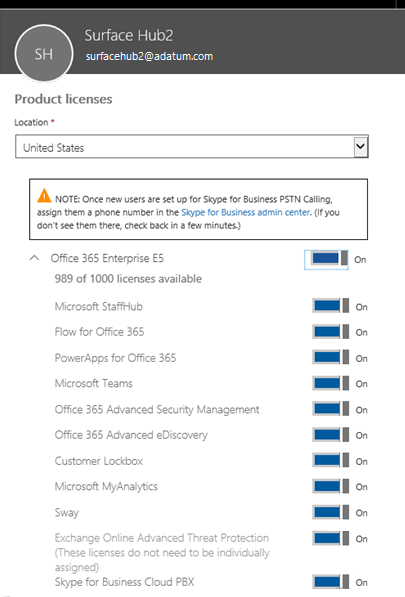 Surface Hub2
SH
surfacehub2@adatum.com
Product licenses
Location *
United States
NOTE: Once new users are set up for Skype for Business PSTN Calling,
assign them a phone number in the Skype for Business admin center. (If you
don't see them there, check back in a few minutes.)
Office 365 Enterprise E5 On
989 of 1000 licenses available
Microsoft StaffHub On
Flow for Office 365 On
PowerApps for Office 365 On
Microsoft Teams On
Office 365 Advanced Security Management On
Office 365 Advanced eDiscovery On
Customer Lockbox On
Microsoft MyAnalytics On
Sway On
Exchange Online Advanced Threat Protection On
(These licenses do not need to be individually
assigned)
Skype for Business Cloud PBX On